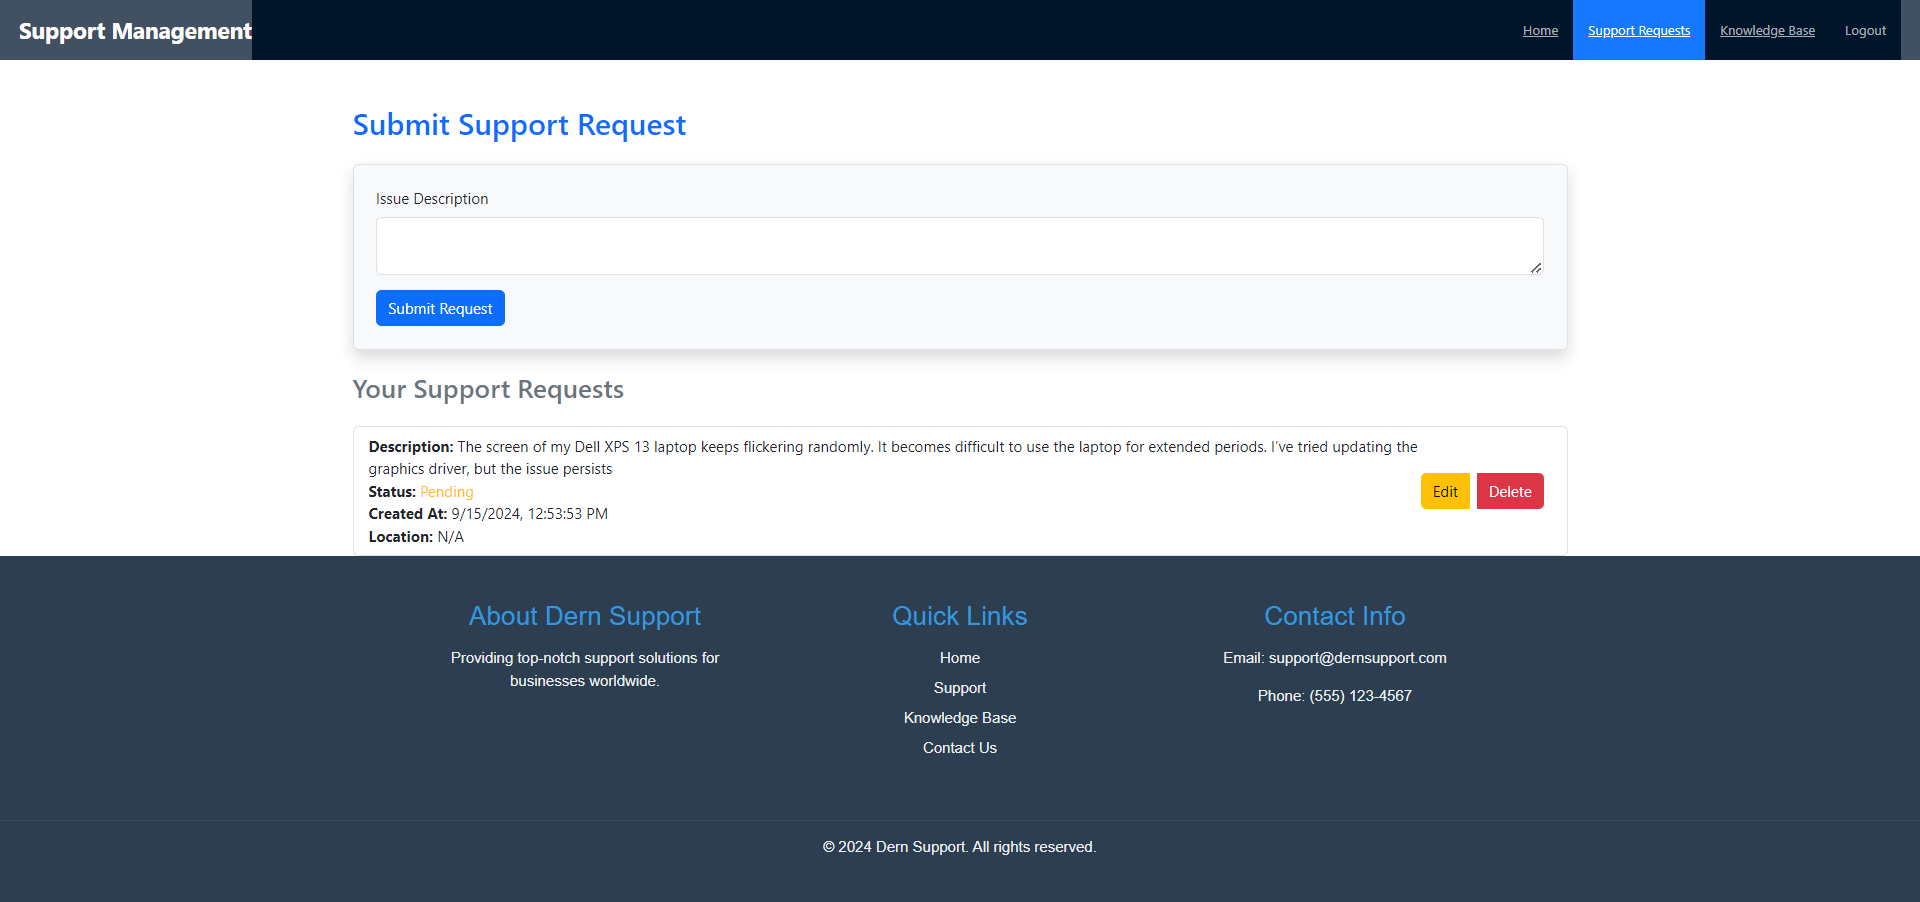 Support Management
Home
Support Requests
Knowledge Base
Logout
Submit Support Request
Issue Description
Submit Request
Your Support Requests
Description: The screen of my Dell XPS 13 laptop keeps flickering randomly. It becomes difficult to use the laptop for extended periods. I've tried updating the
graphics driver, but the issue persists
Status: Pending
Created At: 9/15/2024, 12:53:53 PM
Location: N/A
Edit
Delete
About Dern Support
Providing top-notch support solutions for
businesses worldwide.
Quick Links
Home
Support
Knowledge Base
Contact Us
Contact Info
Email: support@dernsupport.com
Phone: (555) 123-4567
© 2024 Dern Support. All rights reserved.